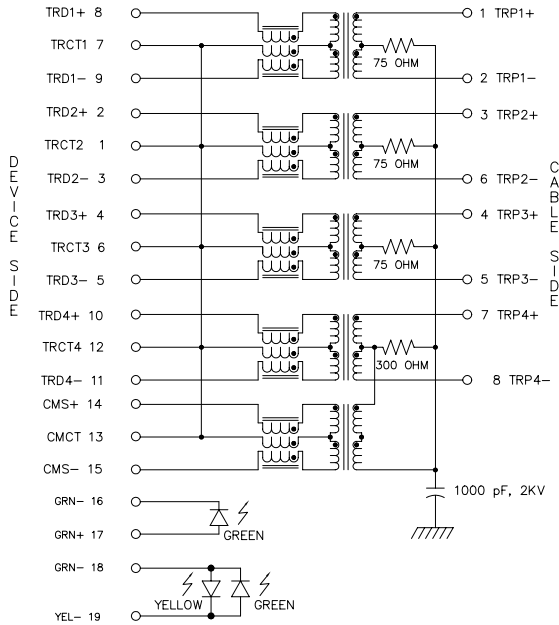 TRD1+ 8
TRCT1 7
TRD1- 9
TRD2+ 2
TRCT2 1
TRD2- 3
TRD3+ 4
TRCT3 6
TRD3- 5
TRD4+ 10
TRCT4 12
TRD4- 11
CMS+ 14
CMCT 13
CMS- 15
GRN- 16
GRN+ 17
GRN- 18
YEL- 19
DEVICE SIDE
75 OHM
75 OHM
75 OHM
300 OHM
1 TRP1+
2 TRP1-
3 TRP2+
6 TRP2-
4 TRP3+
5 TRP3-
7 TRP4+
8 TRP4-
CABLE SIDE
1000 pF, 2KV
GREEN
YELLOW
GREEN